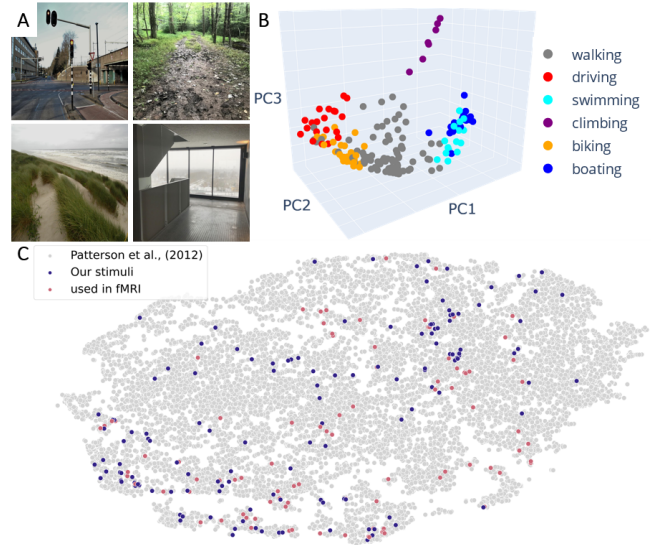 A
B
PC3
PC2
PC1
walking
driving
swimming
climbing
biking
boating
C
Patterson et al., (2012)
Our stimuli
used in fMRI